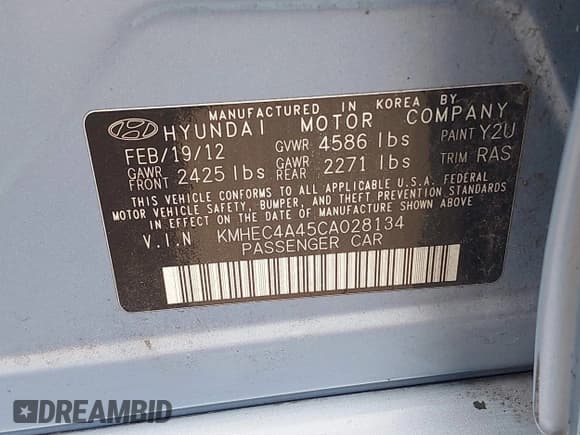 MANUFACTURED IN KOREA BY
HYUNDAI MOTOR COMPANY
FEB/19/12 GVWR 4586 lbs PAINT Y2U
GAWR FRONT 2425 lbs GAWR REAR 2271 lbs TRIM RAS
THIS VEHICLE CONFORMS TO ALL APPLICABLE U.S.A. FEDERAL
MOTOR VEHICLE SAFETY, BUMPER, AND THEFT PREVENTION STANDARDS
IN EFFECT ON THE DATE OF MANUFACTURE SHOWN ABOVE
V.I.N KMHEC4A45CA028134
PASSENGER CAR
DREAMBID